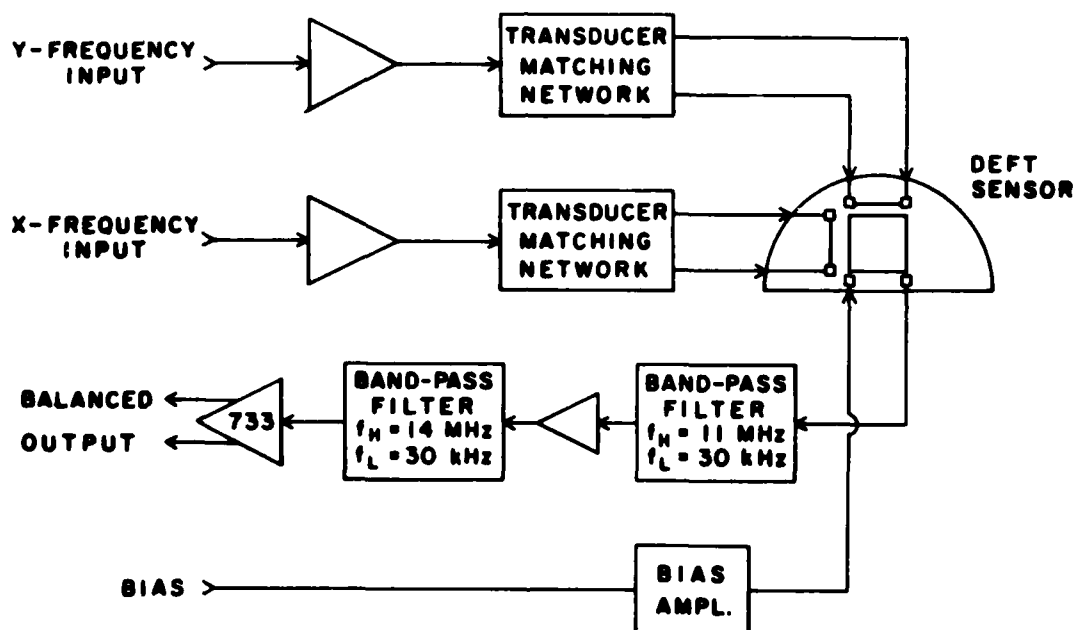 Y-FREQUENCY
INPUT
TRANSDUCER
MATCHING
NETWORK
DEFT
SENSOR
X-FREQUENCY
INPUT
TRANSDUCER
MATCHING
NETWORK
BALANCED
OUTPUT
733
BAND-PASS
FILTER
fH = 14 MHz
fL = 30 kHz
BAND-PASS
FILTER
fH = 11 MHz
fL = 30 kHz
BIAS
BIAS
AMPL.